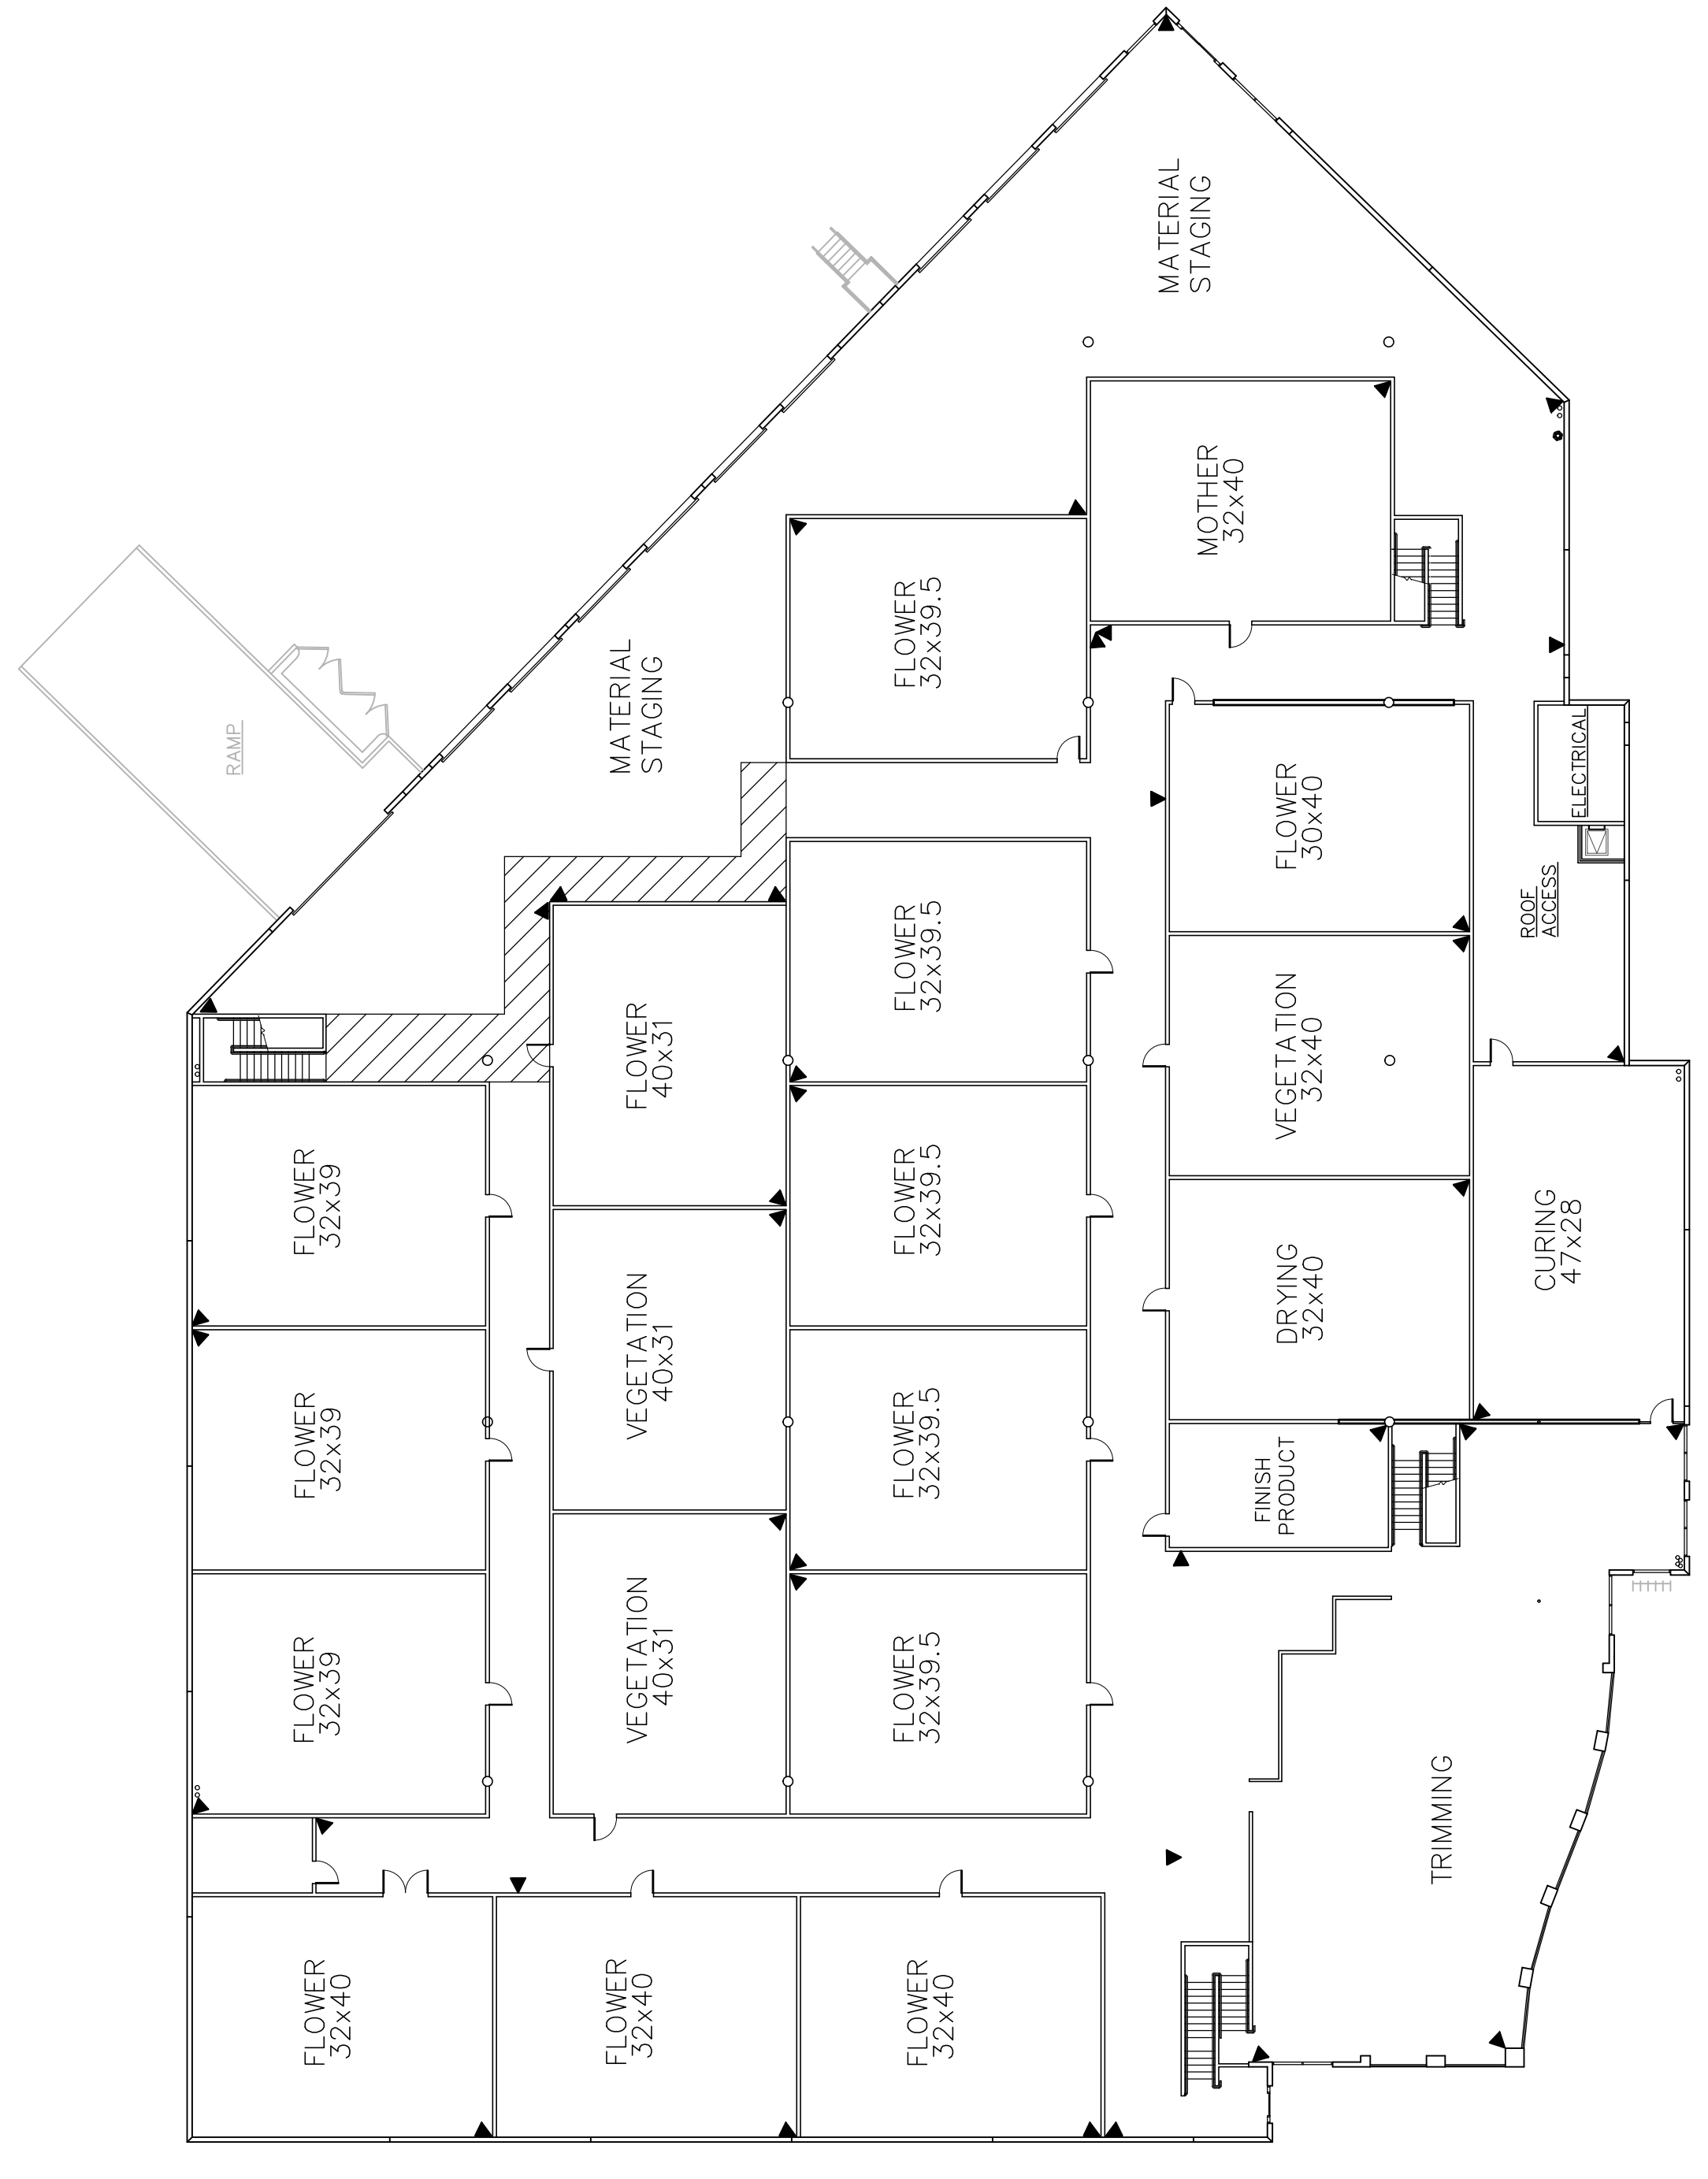 MATERIAL
STAGING
MOTHER
32x40
FLOWER
32x39.5
MATERIAL
STAGING
RAMP
ELECTRICAL
FLOWER
30x40
ROOF
ACCESS
FLOWER
32x39.5
FLOWER
40x31
VEGETATION
32x40
FLOWER
32x39
FLOWER
32x39.5
CURING
47x28
DRYING
32x40
VEGETATION
40x31
FLOWER
32x39
FLOWER
32x39.5
FINISH
PRODUCT
FLOWER
32x39
VEGETATION
40x31
FLOWER
32x39.5
TRIMMING
FLOWER
32x40
FLOWER
32x40
FLOWER
32x40